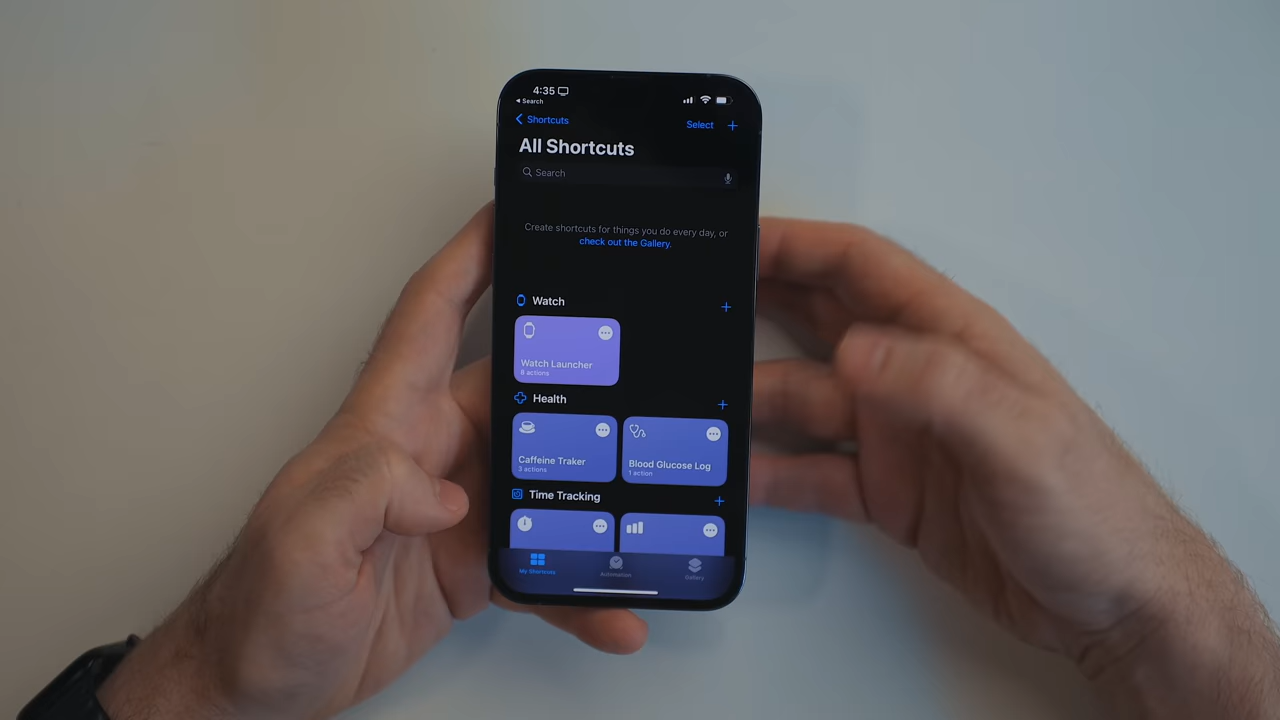 4:35
◀ Search
Shortcuts
Select
All Shortcuts
Search
Create shortcuts for things you do every day, or
check out the Gallery.
Watch
Watch Launcher
8 actions
Health
Caffeine Traker
3 actions
Blood Glucose Log
1 action
Time Tracking
My Shortcuts
Animation
Gallery